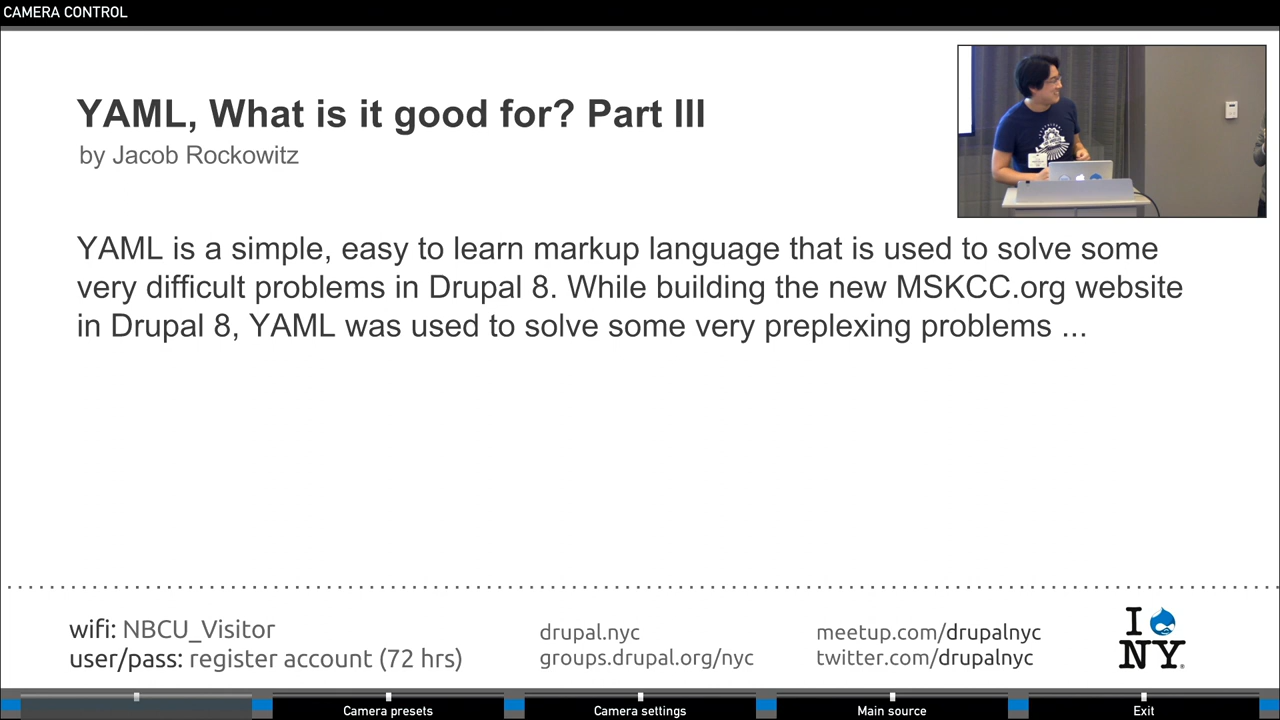 CAMERA CONTROL
YAML, What is it good for? Part III
by Jacob Rockowitz
YAML is a simple, easy to learn markup language that is used to solve some
very difficult problems in Drupal 8. While building the new MSKCC.org website
in Drupal 8, YAML was used to solve some very preplexing problems ...
wifi: NBCU_Visitor
user/pass: register account (72 hrs)
drupal.nyc
groups.drupal.org/nyc
meetup.com/drupalnyc
twitter.com/drupalnyc
I
NY®
Camera presets
Camera settings
Main source
Exit